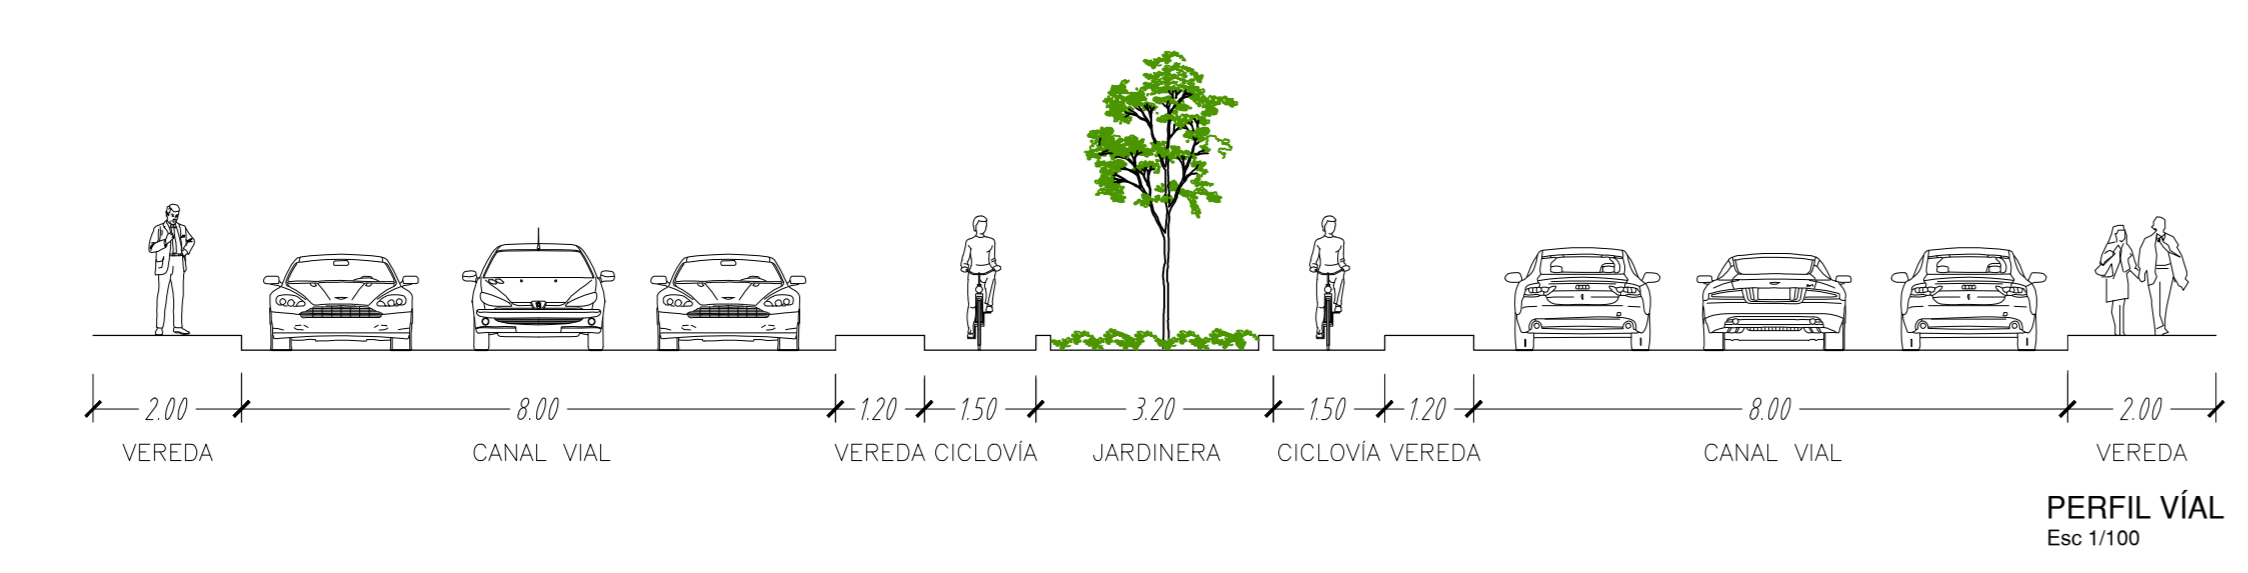 2.00 8.00 1.20 1.50 3.20 1.50 1.20 8.00 2.00
VEREDA CANAL VIAL VEREDA CICLOVÍA JARDINERA CICLOVÍA VEREDA CANAL VIAL VEREDA
PERFIL VÍAL
Esc 1/100